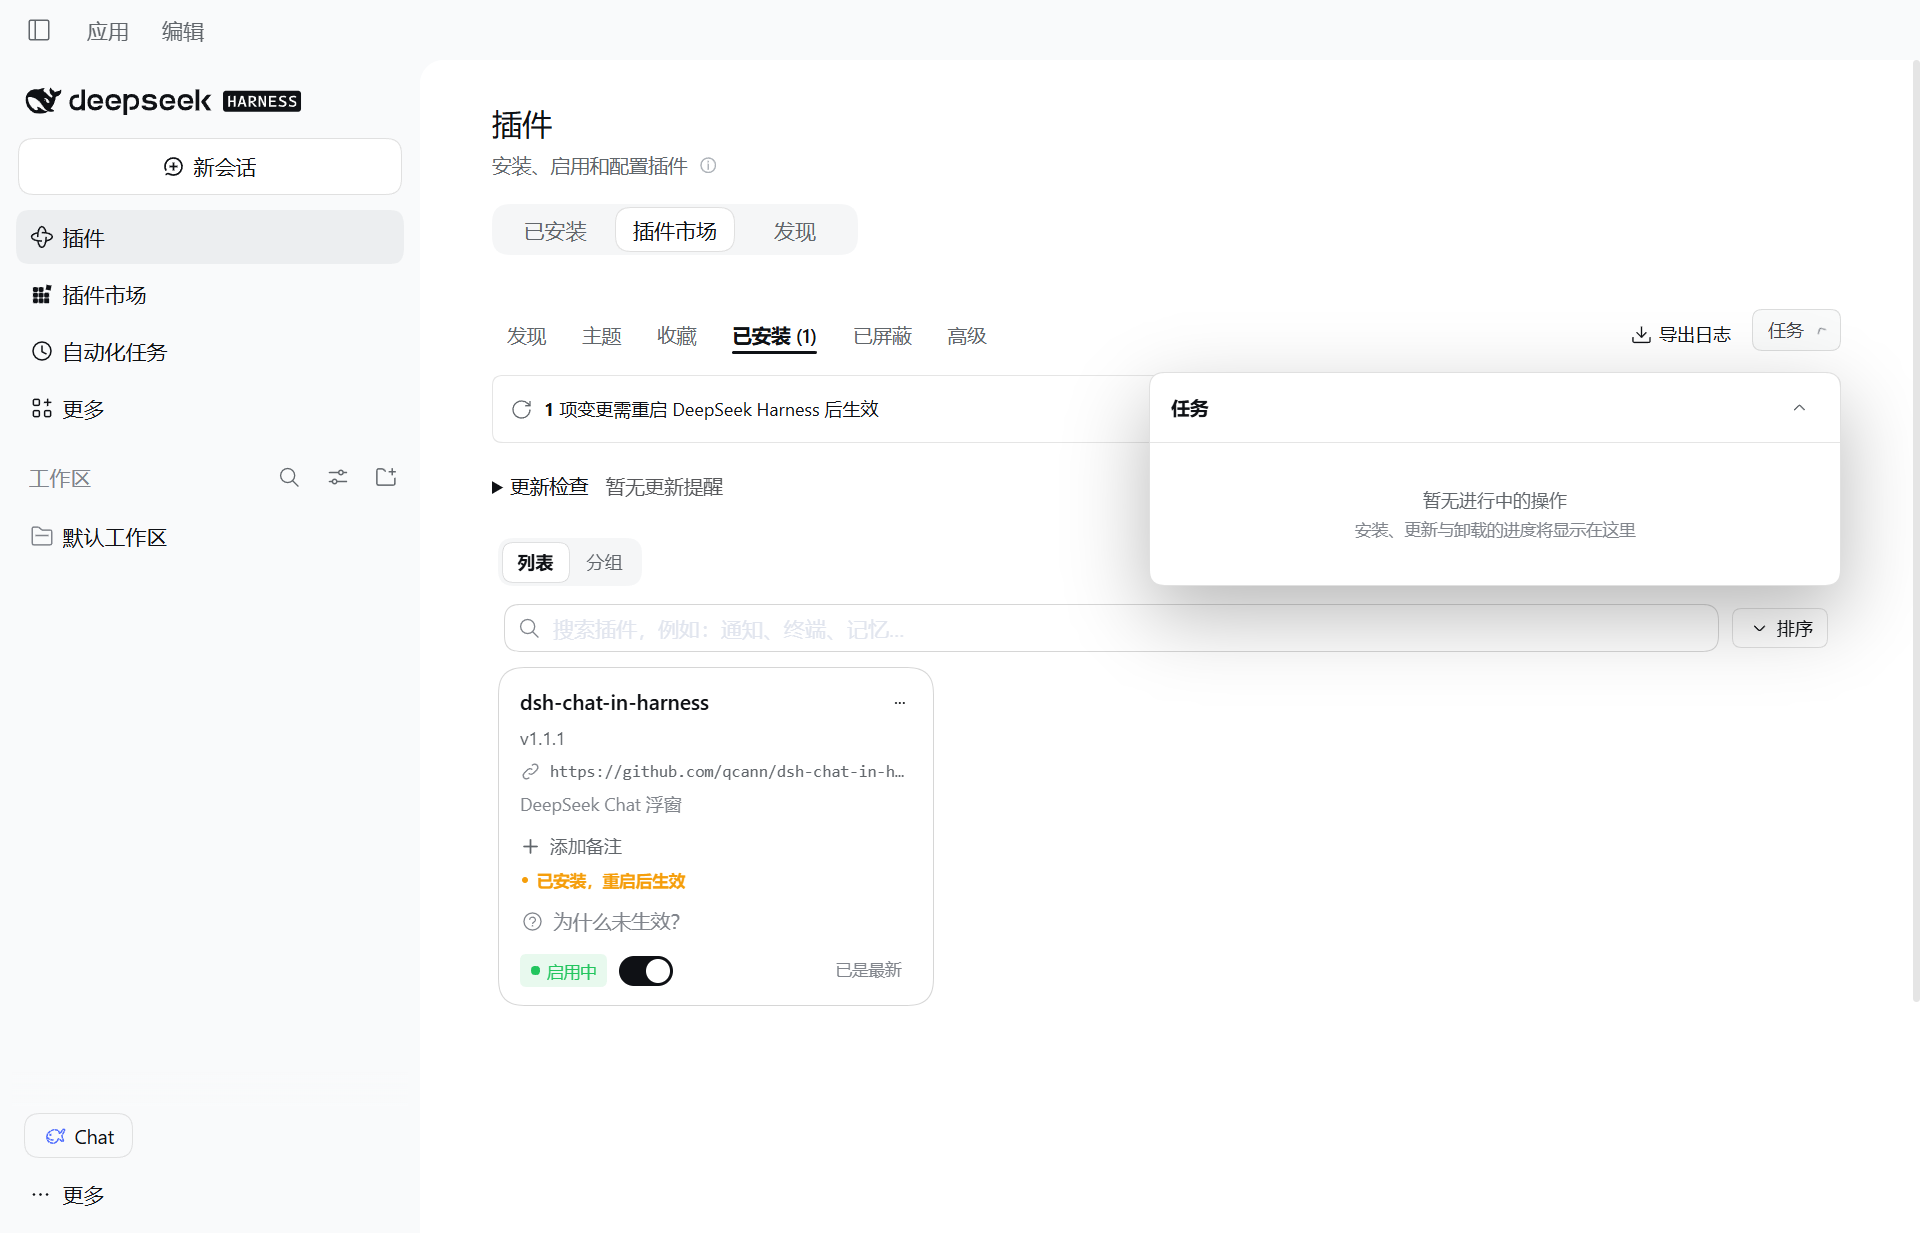 应用 编辑
deepseek HARNESS
新会话
插件
插件市场
自动化任务
更多
工作区
默认工作区
Chat
更多
插件
安装、启用和配置插件
已安装 插件市场 发现
发现 主题 收藏 已安装 (1) 已屏蔽 高级
导出日志 任务
1 项变更需重启 DeepSeek Harness 后生效
任务
暂无进行中的操作
安装、更新与卸载的进度将显示在这里
更新检查 暂无更新提醒
列表 分组
搜索插件，例如：通知、终端、记忆...
排序
dsh-chat-in-harness
v1.1.1
https://github.com/qcann/dsh-chat-in-h...
DeepSeek Chat 浮窗
添加备注
已安装，重启后生效
为什么未生效？
启用中 已是最新